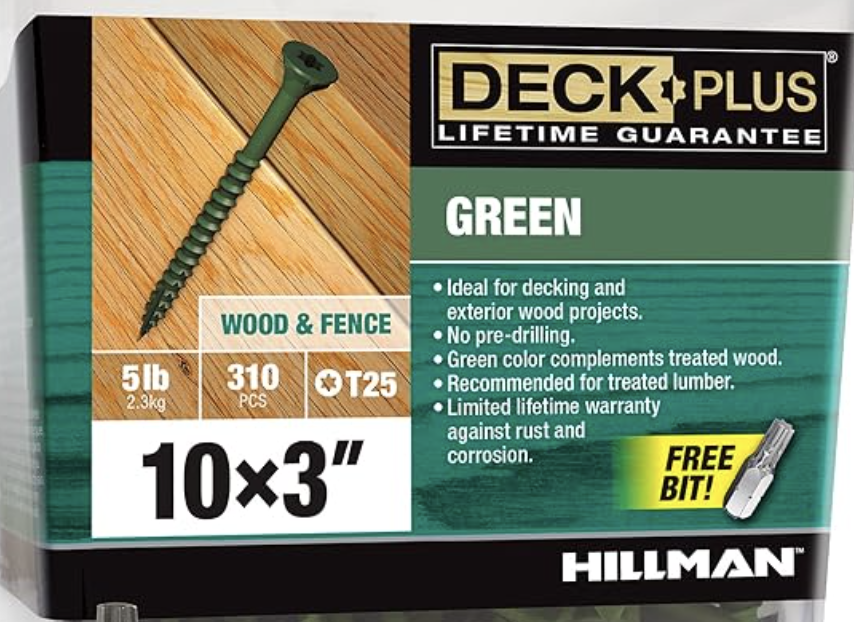 DECK PLUS®
LIFETIME GUARANTEE
GREEN
• Ideal for decking and
exterior wood projects.
• No pre-drilling.
• Green color complements treated wood.
• Recommended for treated lumber.
• Limited lifetime warranty
against rust and
corrosion.
WOOD & FENCE
5lb
2.3kg
310
PCS
T25
10×3"
FREE
BIT!
HILLMAN™